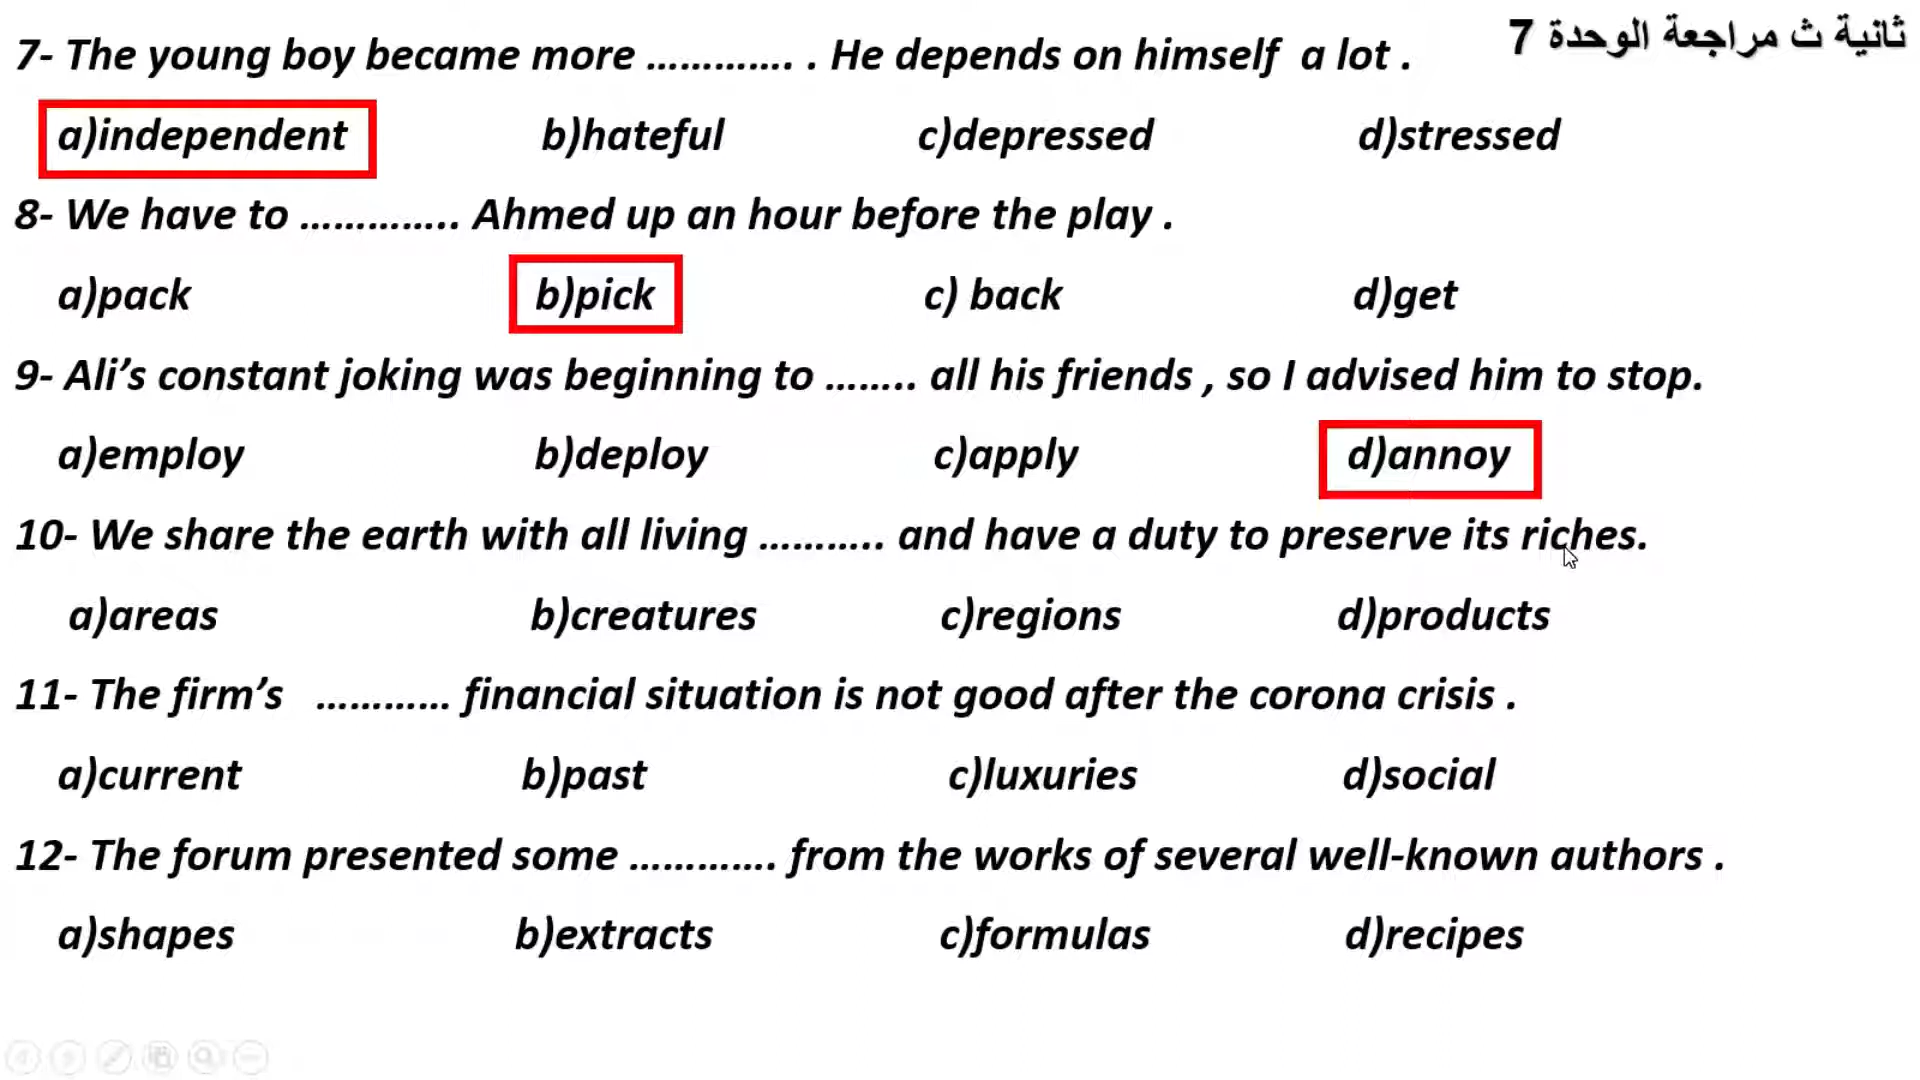 ثانية ث مراجعة الوحدة 7
7- The young boy became more …………. . He depends on himself a lot .
a)independent b)hateful c)depressed d)stressed
8- We have to ………….. Ahmed up an hour before the play .
a)pack b)pick c) back d)get
9- Ali’s constant joking was beginning to …….. all his friends , so I advised him to stop.
a)employ b)deploy c)apply d)annoy
10- We share the earth with all living ……….. and have a duty to preserve its riches.
a)areas b)creatures c)regions d)products
11- The firm’s ………… financial situation is not good after the corona crisis .
a)current b)past c)luxuries d)social
12- The forum presented some …………. from the works of several well-known authors .
a)shapes b)extracts c)formulas d)recipes